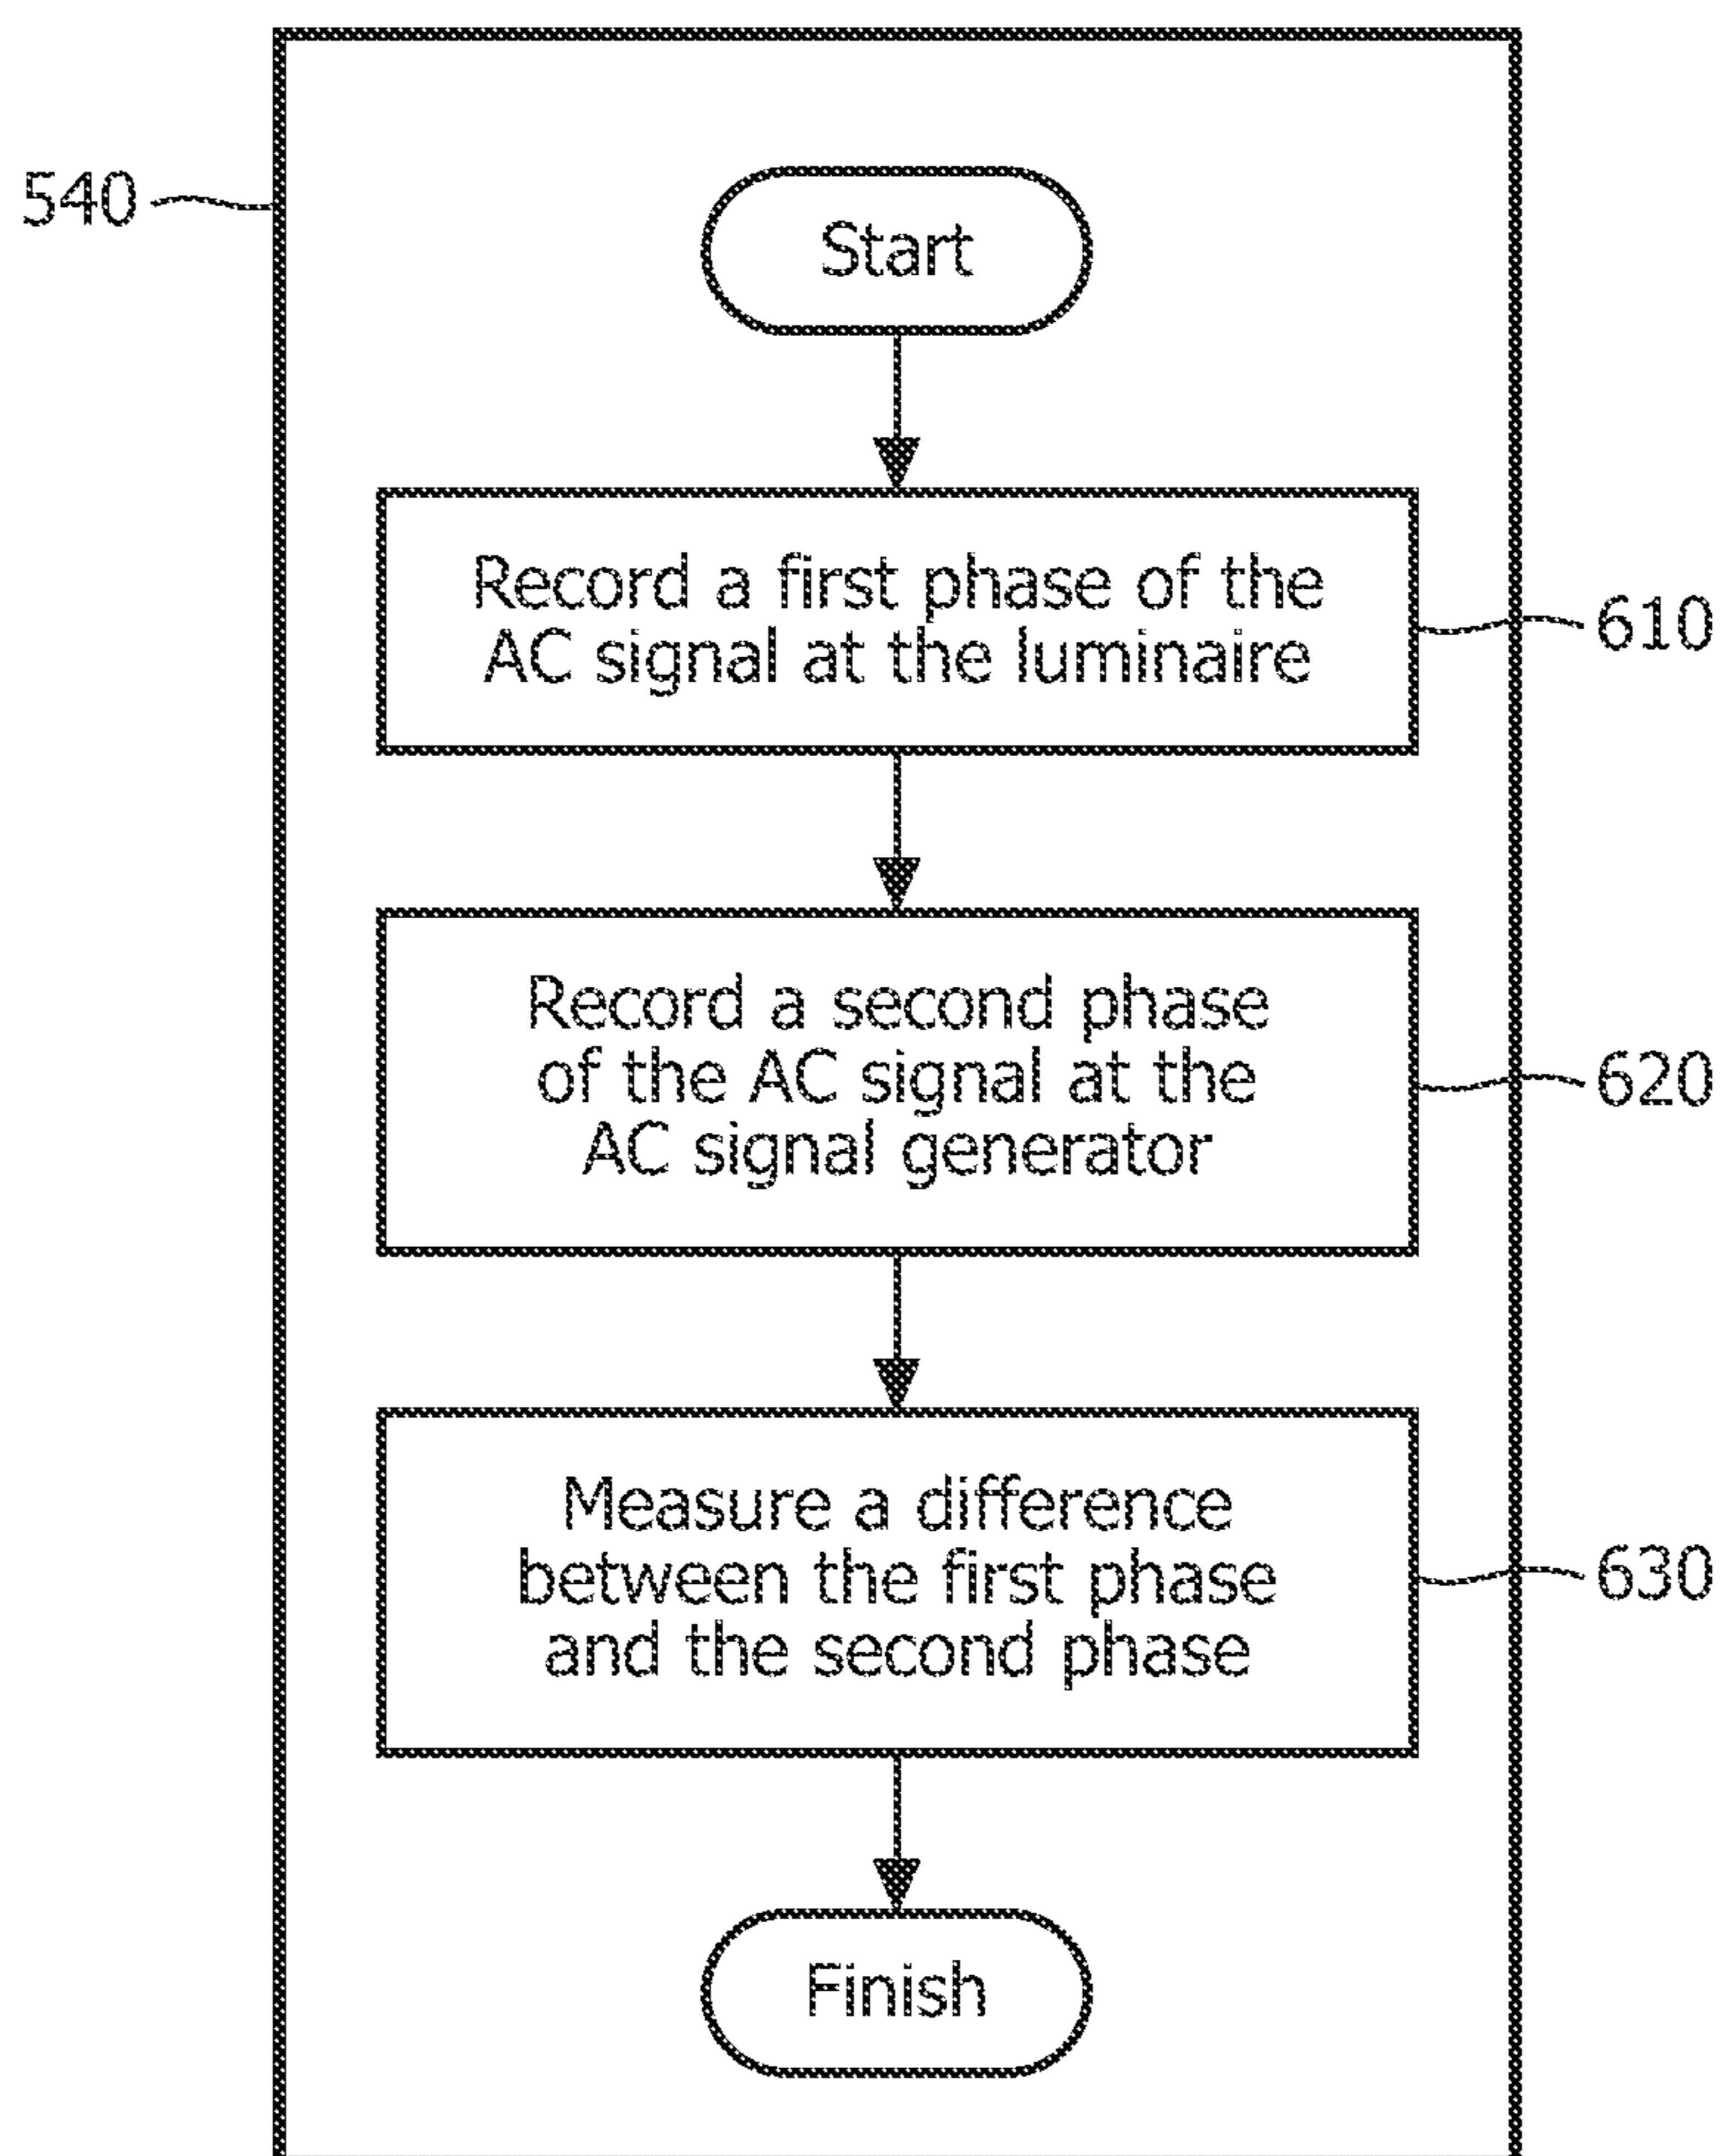 540
Start
Record a first phase of the
AC signal at the luminaire
610
Record a second phase
of the AC signal at the
AC signal generator
620
Measure a difference
between the first phase
and the second phase
630
Finish